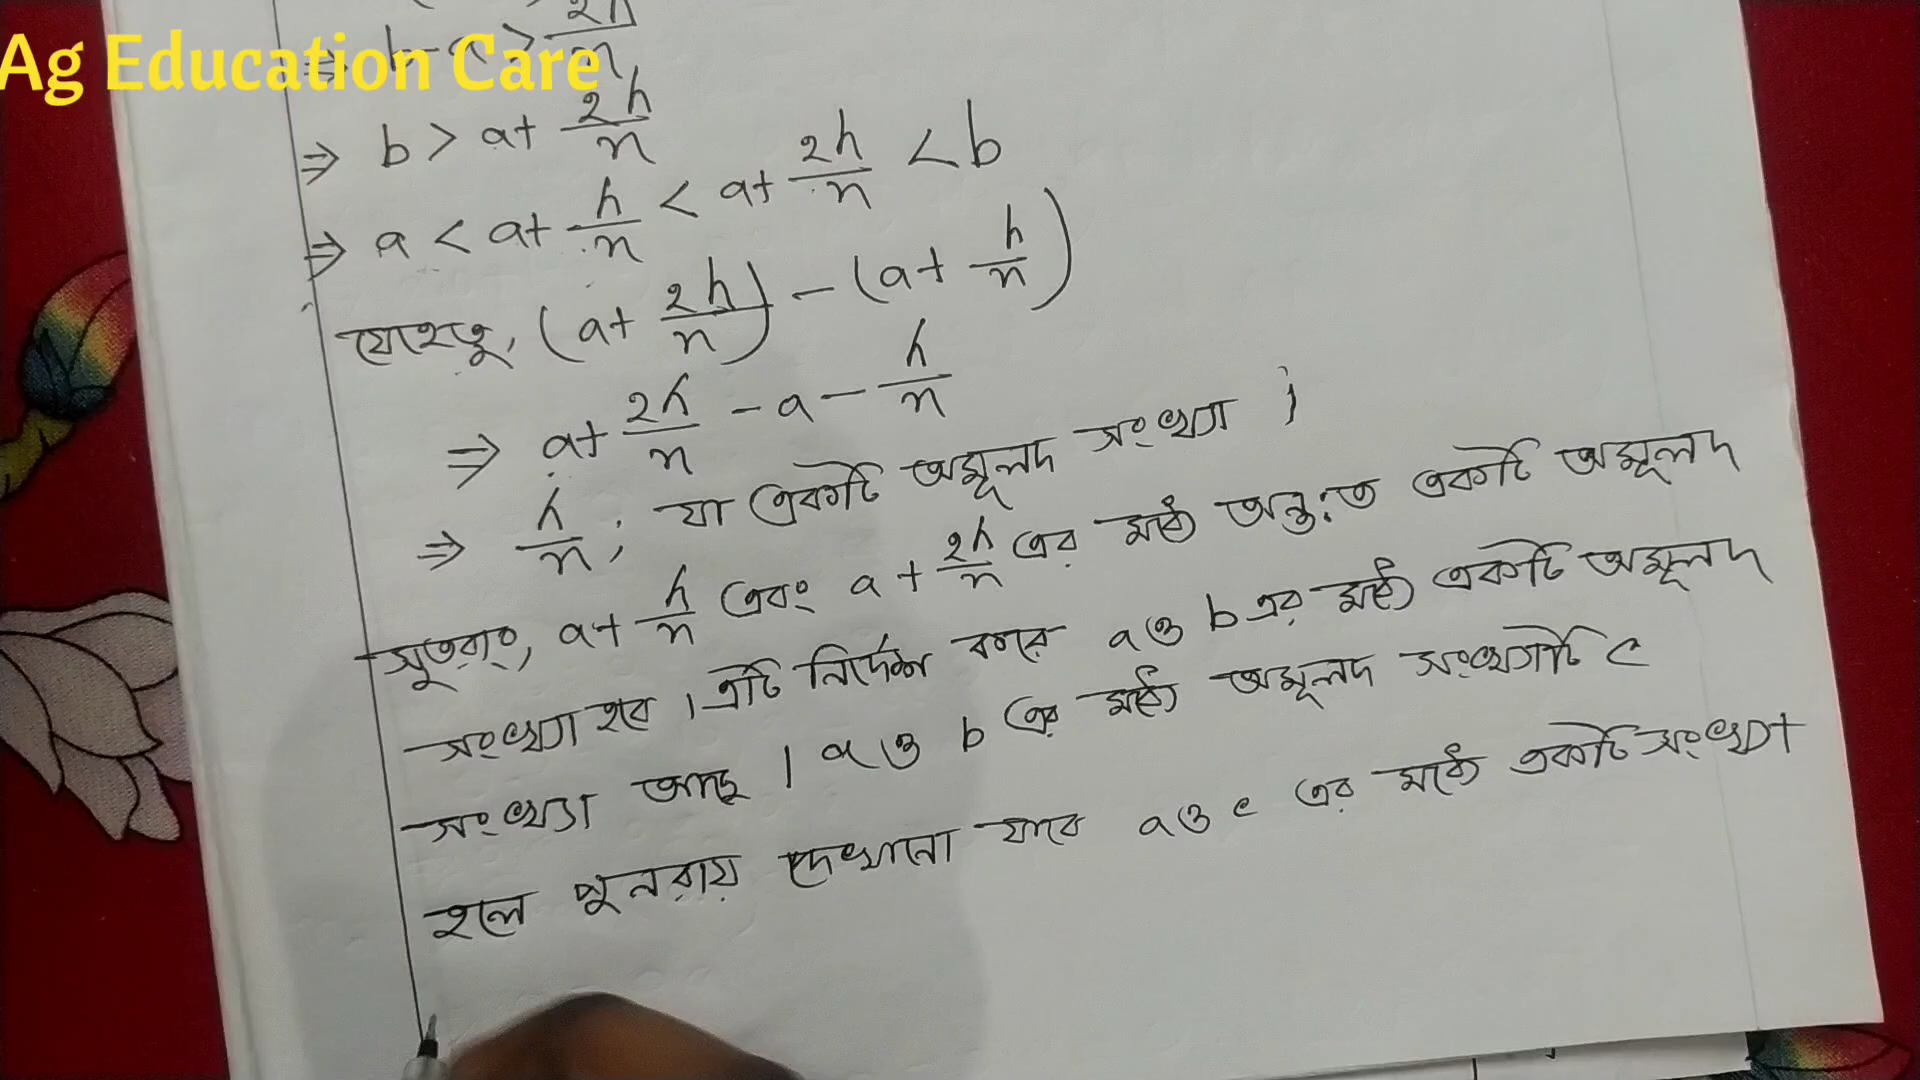 Ag Education Care
⇒ b-a > 2h/n
⇒ b > a+ 2h/n
⇒ a < a+ h/n < a+ 2h/n < b
যেহেতু, (a+ 2h/n) - (a+ h/n)
⇒ a+ 2h/n - a - h/n
⇒ h/n ; যা একটি অমূলদ সংখ্যা ;
সুতরাং, a+ h/n এবং a+ 2h/n এর মধ্যে অন্তত একটি অমূলদ
সংখ্যা হবে । এটি নির্দেশ করে a ও b এর মধ্যে একটি অমূলদ
সংখ্যা আছে । a ও b এর মধ্যে অমূলদ সংখ্যাটি c
হলে পুনরায় দেখানো যাবে a ও c এর মধ্যে একটি সংখ্যা